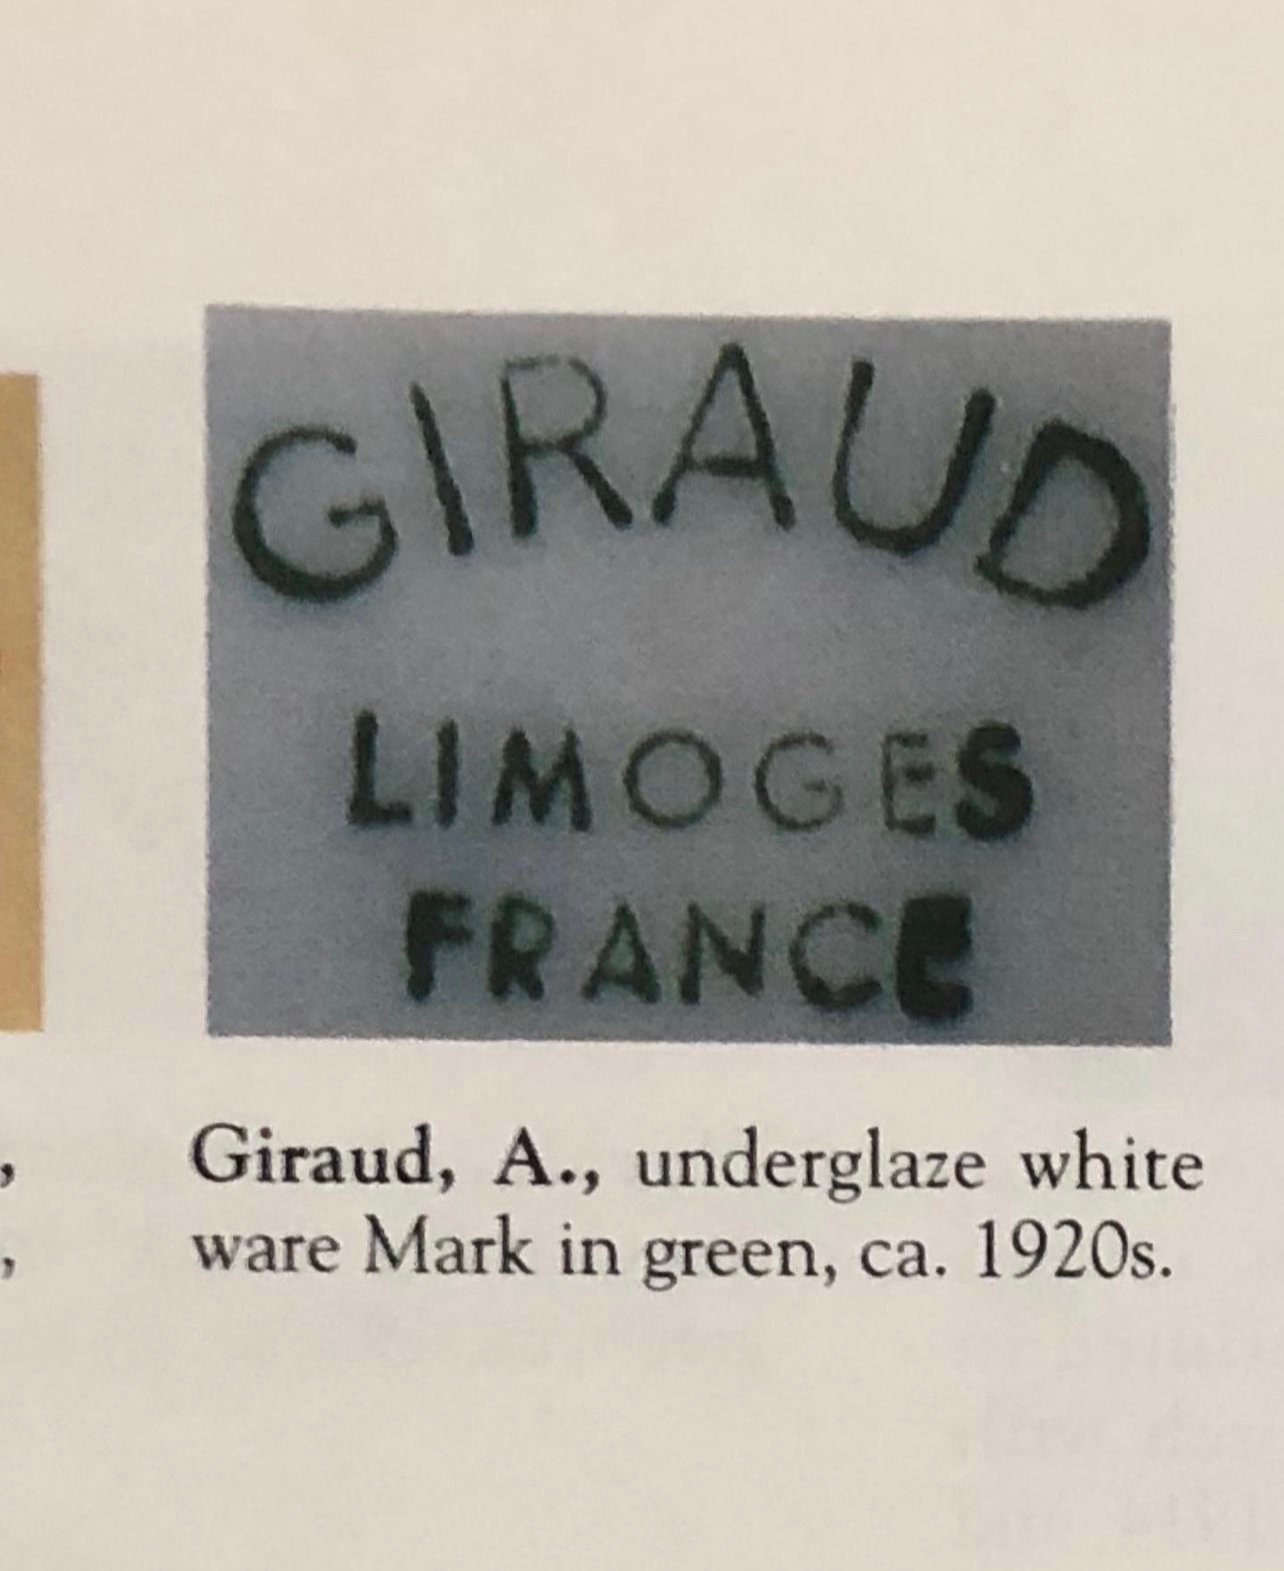 GIRAUD
LIMOGES
FRANCE
Giraud, A., underglaze white
ware Mark in green, ca. 1920s.